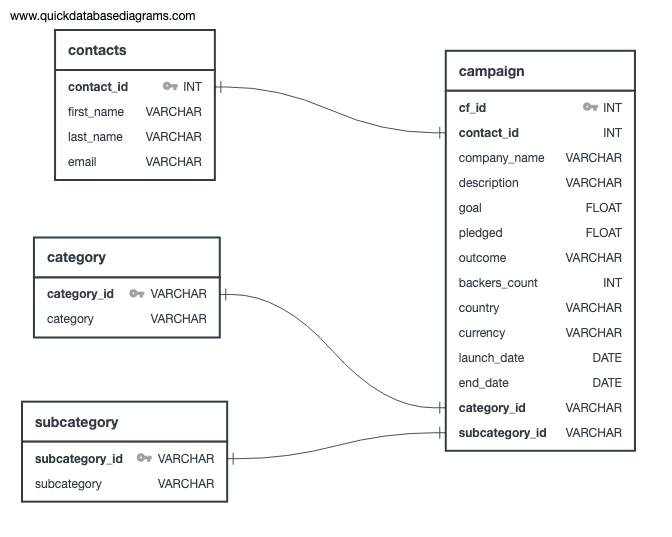 www.quickdatabasediagrams.com
contacts
contact_id INT
first_name VARCHAR
last_name VARCHAR
email VARCHAR
campaign
cf_id INT
contact_id INT
company_name VARCHAR
description VARCHAR
goal FLOAT
pledged FLOAT
outcome VARCHAR
backers_count INT
country VARCHAR
currency VARCHAR
launch_date DATE
end_date DATE
category_id VARCHAR
subcategory_id VARCHAR
category
category_id VARCHAR
category VARCHAR
subcategory
subcategory_id VARCHAR
subcategory VARCHAR